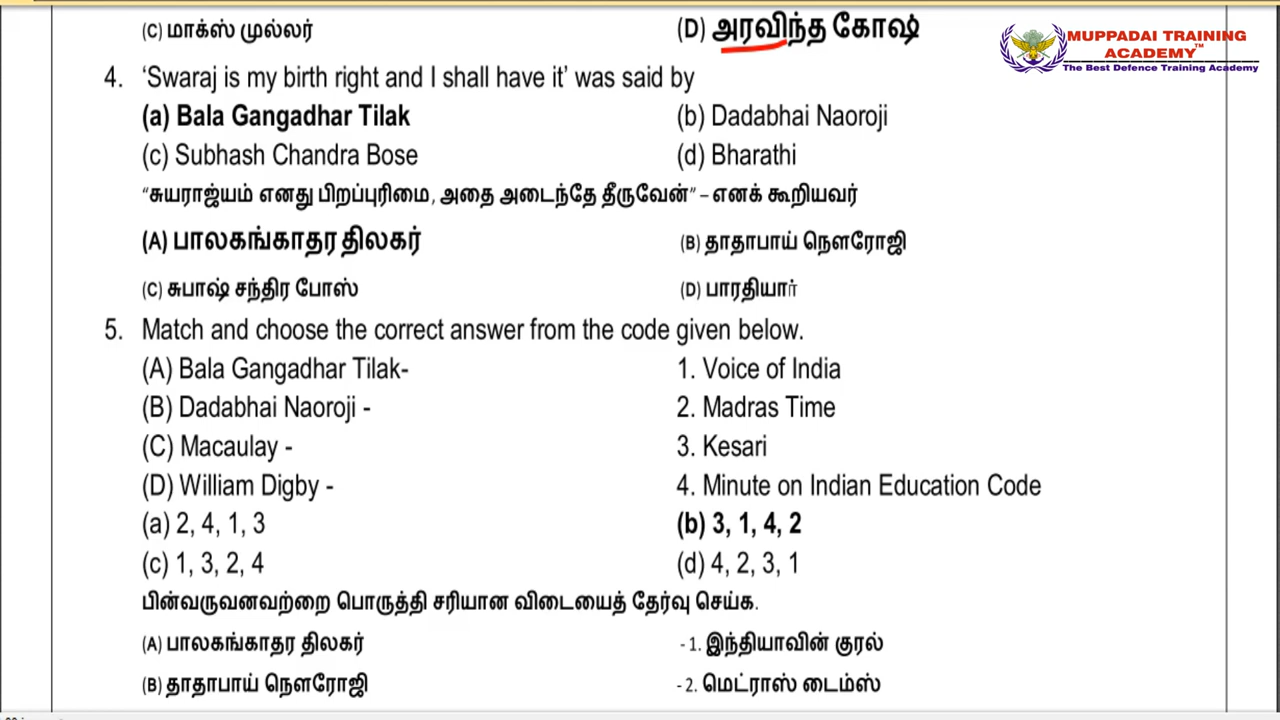 (C) மாக்ஸ் முல்லர் (D) அரவிந்த கோஷ்
MUPPADAI TRAINING
ACADEMY™
The Best Defence Training Academy
4. ‘Swaraj is my birth right and I shall have it’ was said by
(a) Bala Gangadhar Tilak (b) Dadabhai Naoroji
(c) Subhash Chandra Bose (d) Bharathi
“சுயராஜ்யம் எனது பிறப்புரிமை, அதை அடைந்தே தீருவேன்” – எனக் கூறியவர்
(A) பாலகங்காதர திலகர் (B) தாதாபாய் நௌரோஜி
(C) சுபாஷ் சந்திர போஸ் (D) பாரதியார்
5. Match and choose the correct answer from the code given below.
(A) Bala Gangadhar Tilak- 1. Voice of India
(B) Dadabhai Naoroji - 2. Madras Time
(C) Macaulay - 3. Kesari
(D) William Digby - 4. Minute on Indian Education Code
(a) 2, 4, 1, 3 (b) 3, 1, 4, 2
(c) 1, 3, 2, 4 (d) 4, 2, 3, 1
பின்வருவனவற்றை பொருத்தி சரியான விடையைத் தேர்வு செய்க.
(A) பாலகங்காதர திலகர் - 1. இந்தியாவின் குரல்
(B) தாதாபாய் நௌரோஜி - 2. மெட்ராஸ் டைம்ஸ்